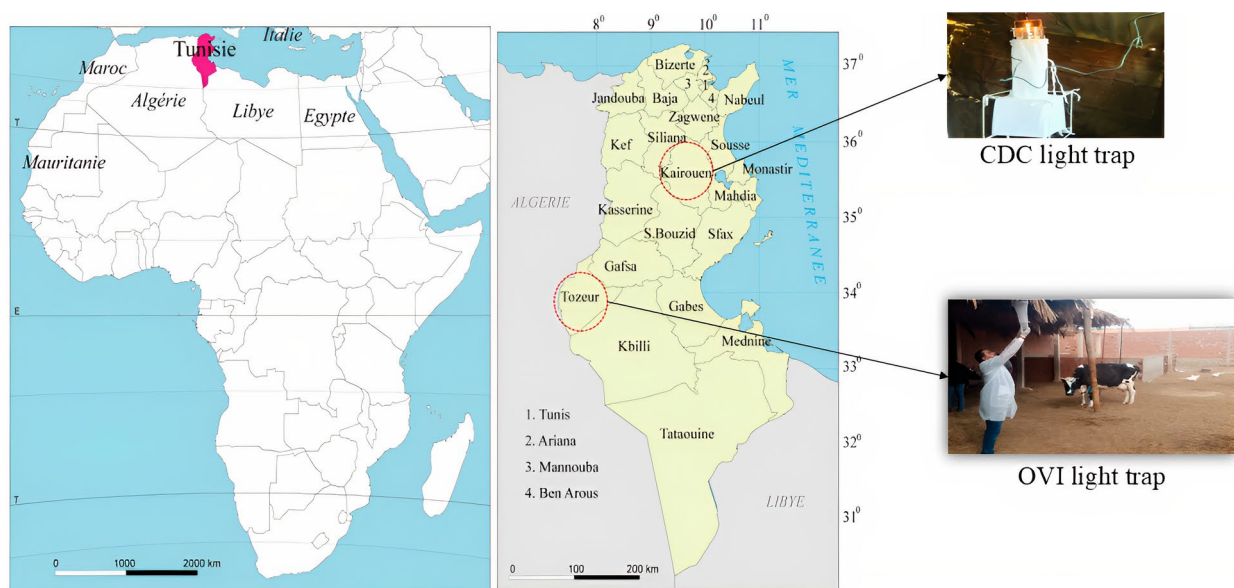 Italie
Tunisie
Maroc
Algérie
Libye
Egypte
Mauritanie
T
E
T
0 1000 2000 km
8⁰ 9⁰ 10⁰ 11⁰
37⁰
36⁰
35⁰
34⁰
33⁰
32⁰
31⁰
Bizerte
2
3
1
4
Jandouba
Baja
Nabeul
Zagwene
Siliana
Kef
Sousse
Kairouen
Monastir
Mahdia
Kasserine
S.Bouzid
Sfax
Gafsa
Tozeur
Gabes
Kbilli
Mednine
Tataouine
ALGERIE
LIBYE
MER MEDITERRANEE
1. Tunis
2. Ariana
3. Mannouba
4. Ben Arous
0 100 200 km
CDC light trap
OVI light trap